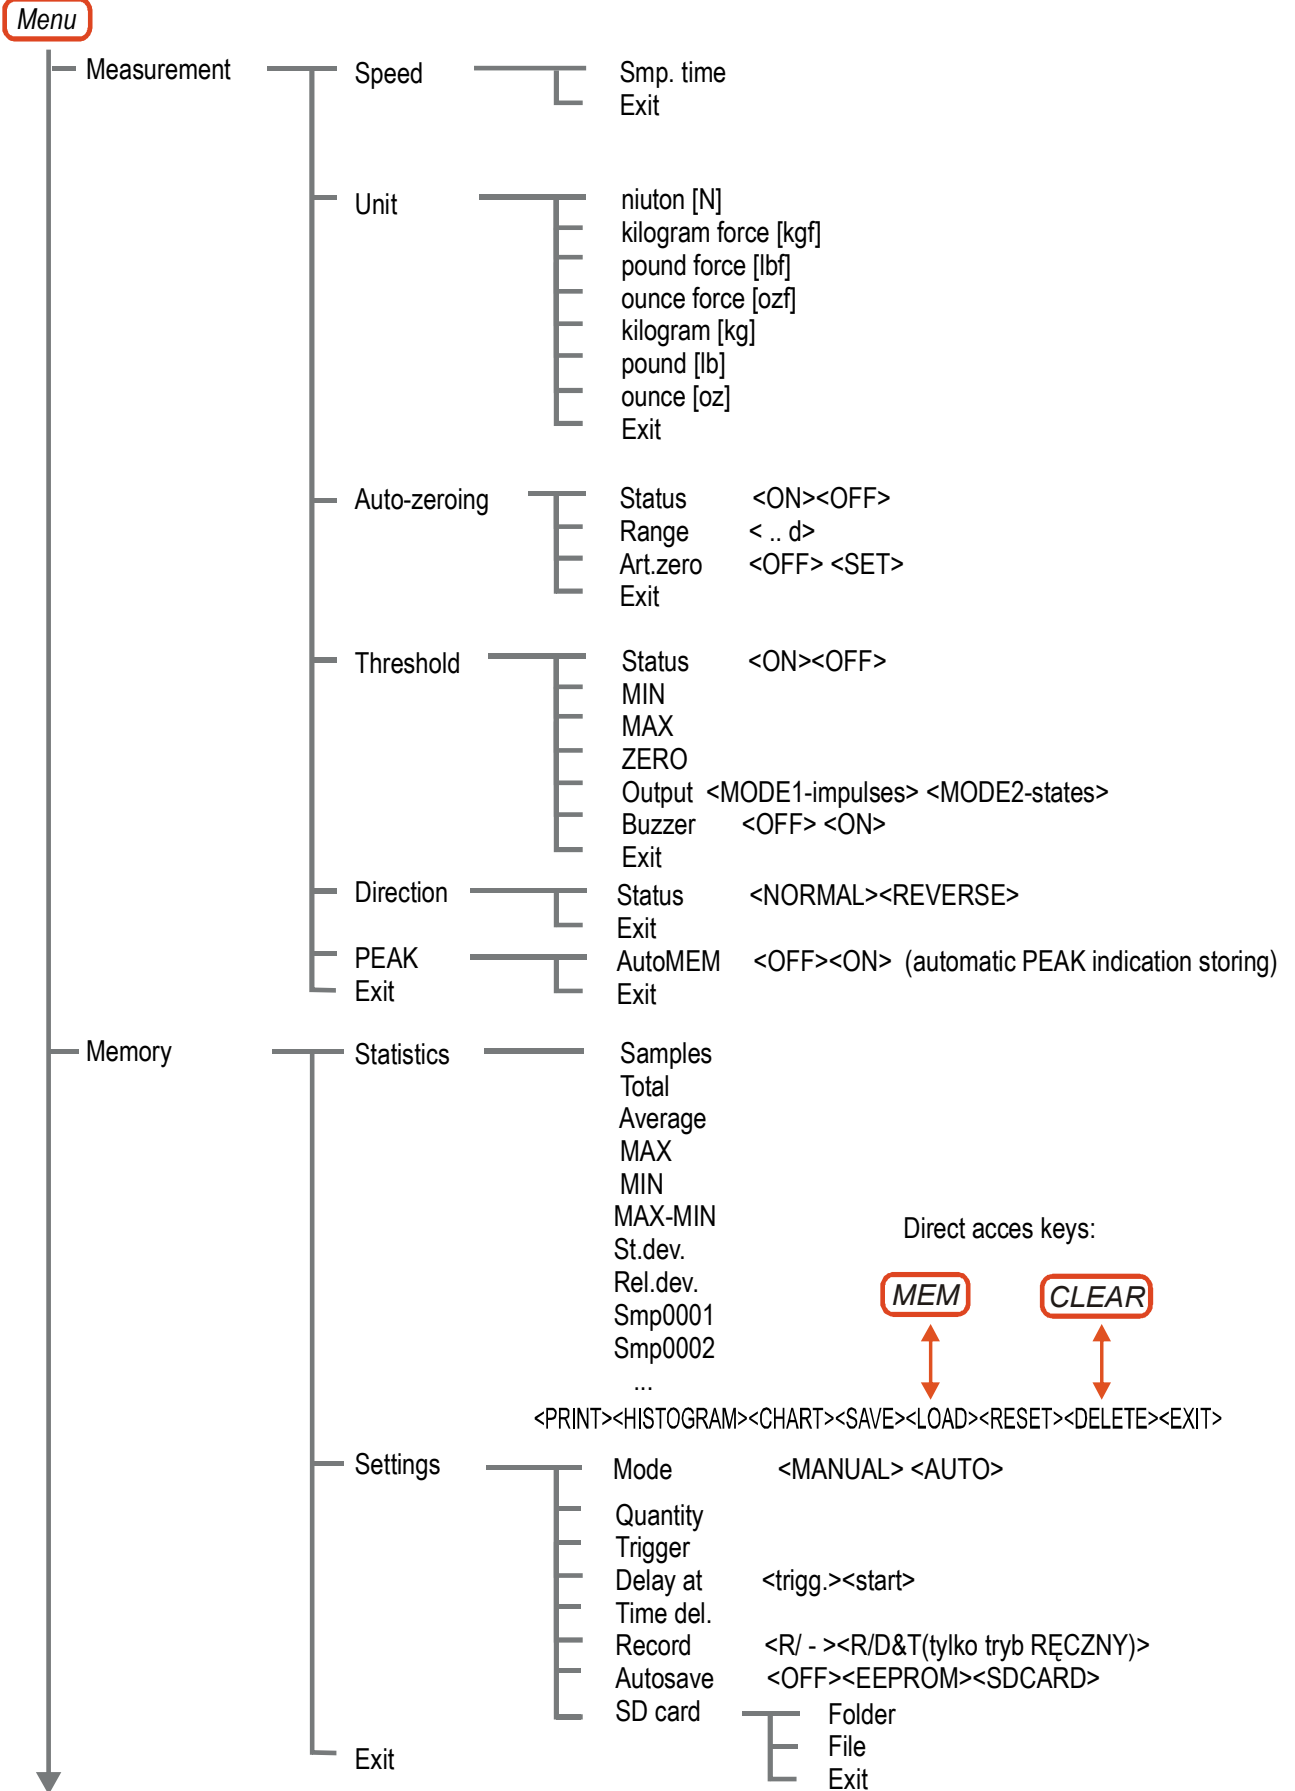 Menu
Measurement Speed Smp. time
Exit
Unit niuton [N]
kilogram force [kgf]
pound force [lbf]
ounce force [ozf]
kilogram [kg]
pound [lb]
ounce [oz]
Exit
Auto-zeroing Status <ON><OFF>
Range < .. d>
Art.zero <OFF> <SET>
Exit
Threshold Status <ON><OFF>
MIN
MAX
ZERO
Output <MODE1-impulses> <MODE2-states>
Buzzer <OFF> <ON>
Exit
Direction Status <NORMAL><REVERSE>
Exit
PEAK AutoMEM <OFF><ON> (automatic PEAK indication storing)
Exit Exit
Memory Statistics Samples
Total
Average
MAX
MIN
MAX-MIN
Direct acces keys:
St.dev.
Rel.dev.
MEM CLEAR
Smp0001
Smp0002
...
<PRINT><HISTOGRAM><CHART><SAVE><LOAD><RESET><DELETE><EXIT>
Settings Mode <MANUAL> <AUTO>
Quantity
Trigger
Delay at <trigg.><start>
Time del.
Record <R/ - ><R/D&T(tylko tryb RĘCZNY)>
Autosave <OFF><EEPROM><SDCARD>
SD card Folder
File
Exit
Exit